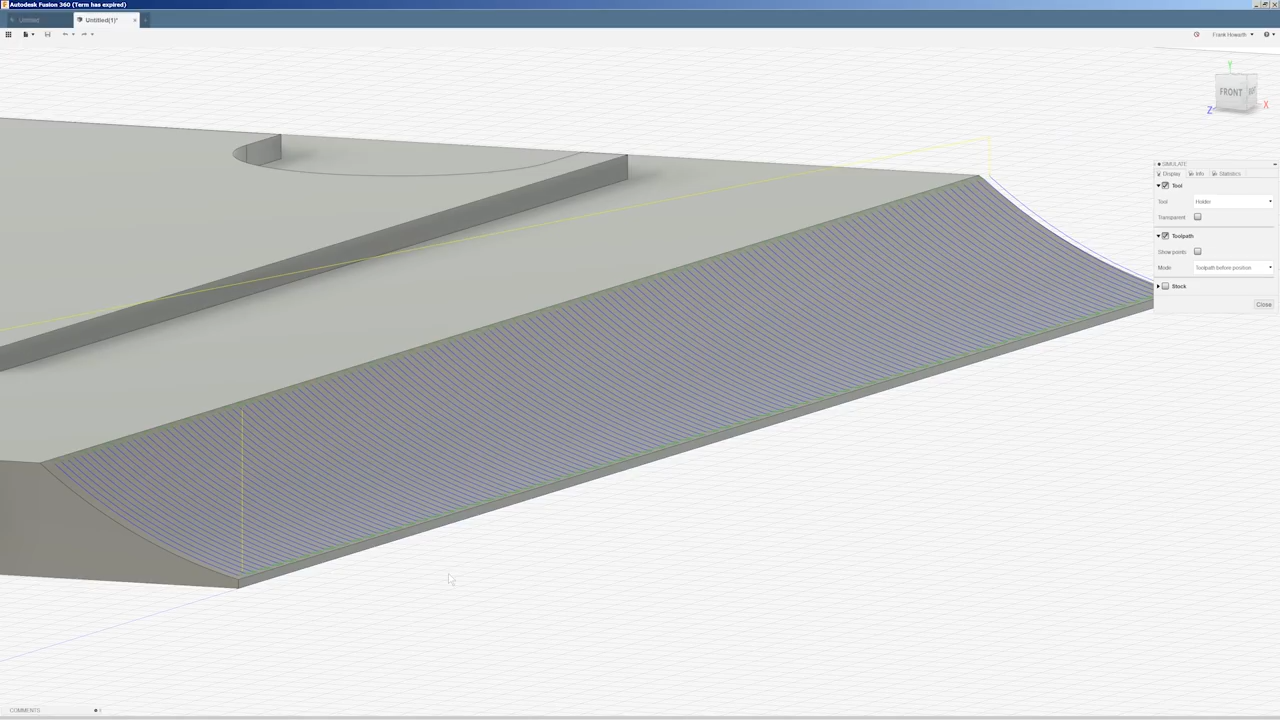 Autodesk Fusion 360 (Term has expired)
Untitled
Untitled(1)*
Frank Howarth
Y
FRONT
X
Z
SIMULATE
Display Info Statistics
Tool
Tool Holder
Transparent
Toolpath
Show points
Mode: Toolpath before position
Stock
Close
COMMENTS